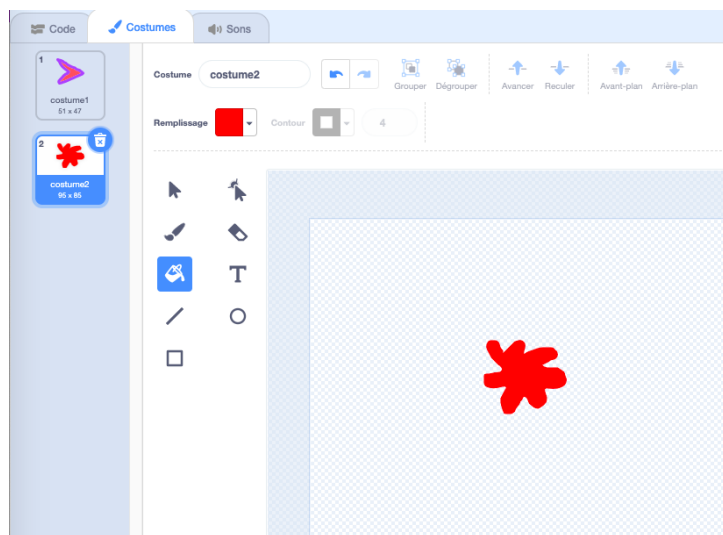 Code Costumes Sons
1
costume1
51 x 47
2
costume2
95 x 85
Costume costume2
Grouper Dégrouper Avancer Reculer Avant-plan Arrière-plan
Remplissage Contour 4
T